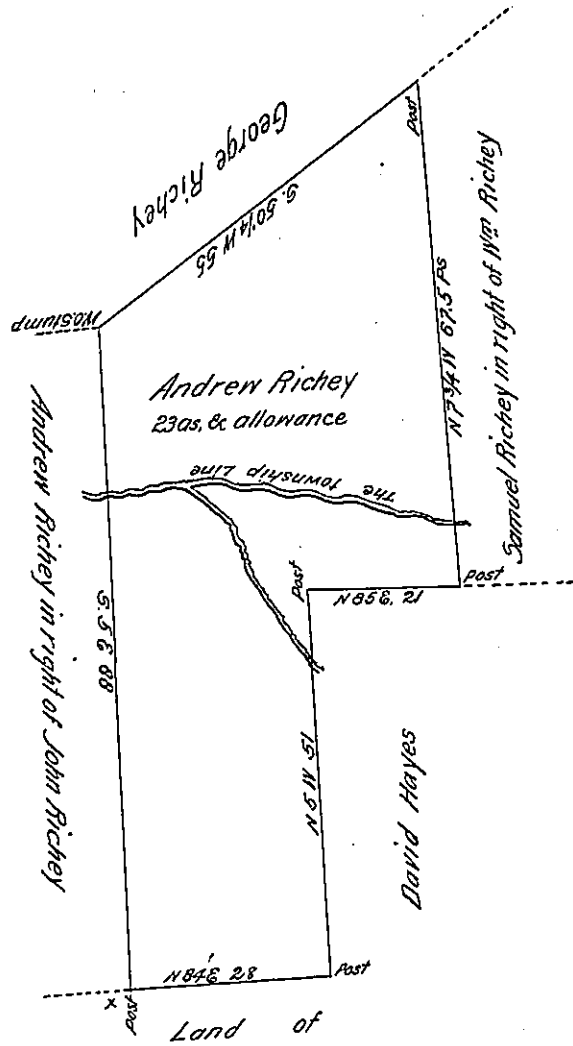 George Richey
S. 50¼ W 55
Post
W.O. Stump
N 7¾ W 67.5 Ps
Samuel Richey in right of Wm Richey
Andrew Richey
23as, & allowance
The township Line
Andrew Richey in right of John Richey
S. 5 E 88
Post
N 85 E, 21
Post
N 5 W 51
David Hayes
N 84 E 28
Post
x
Post
Land of